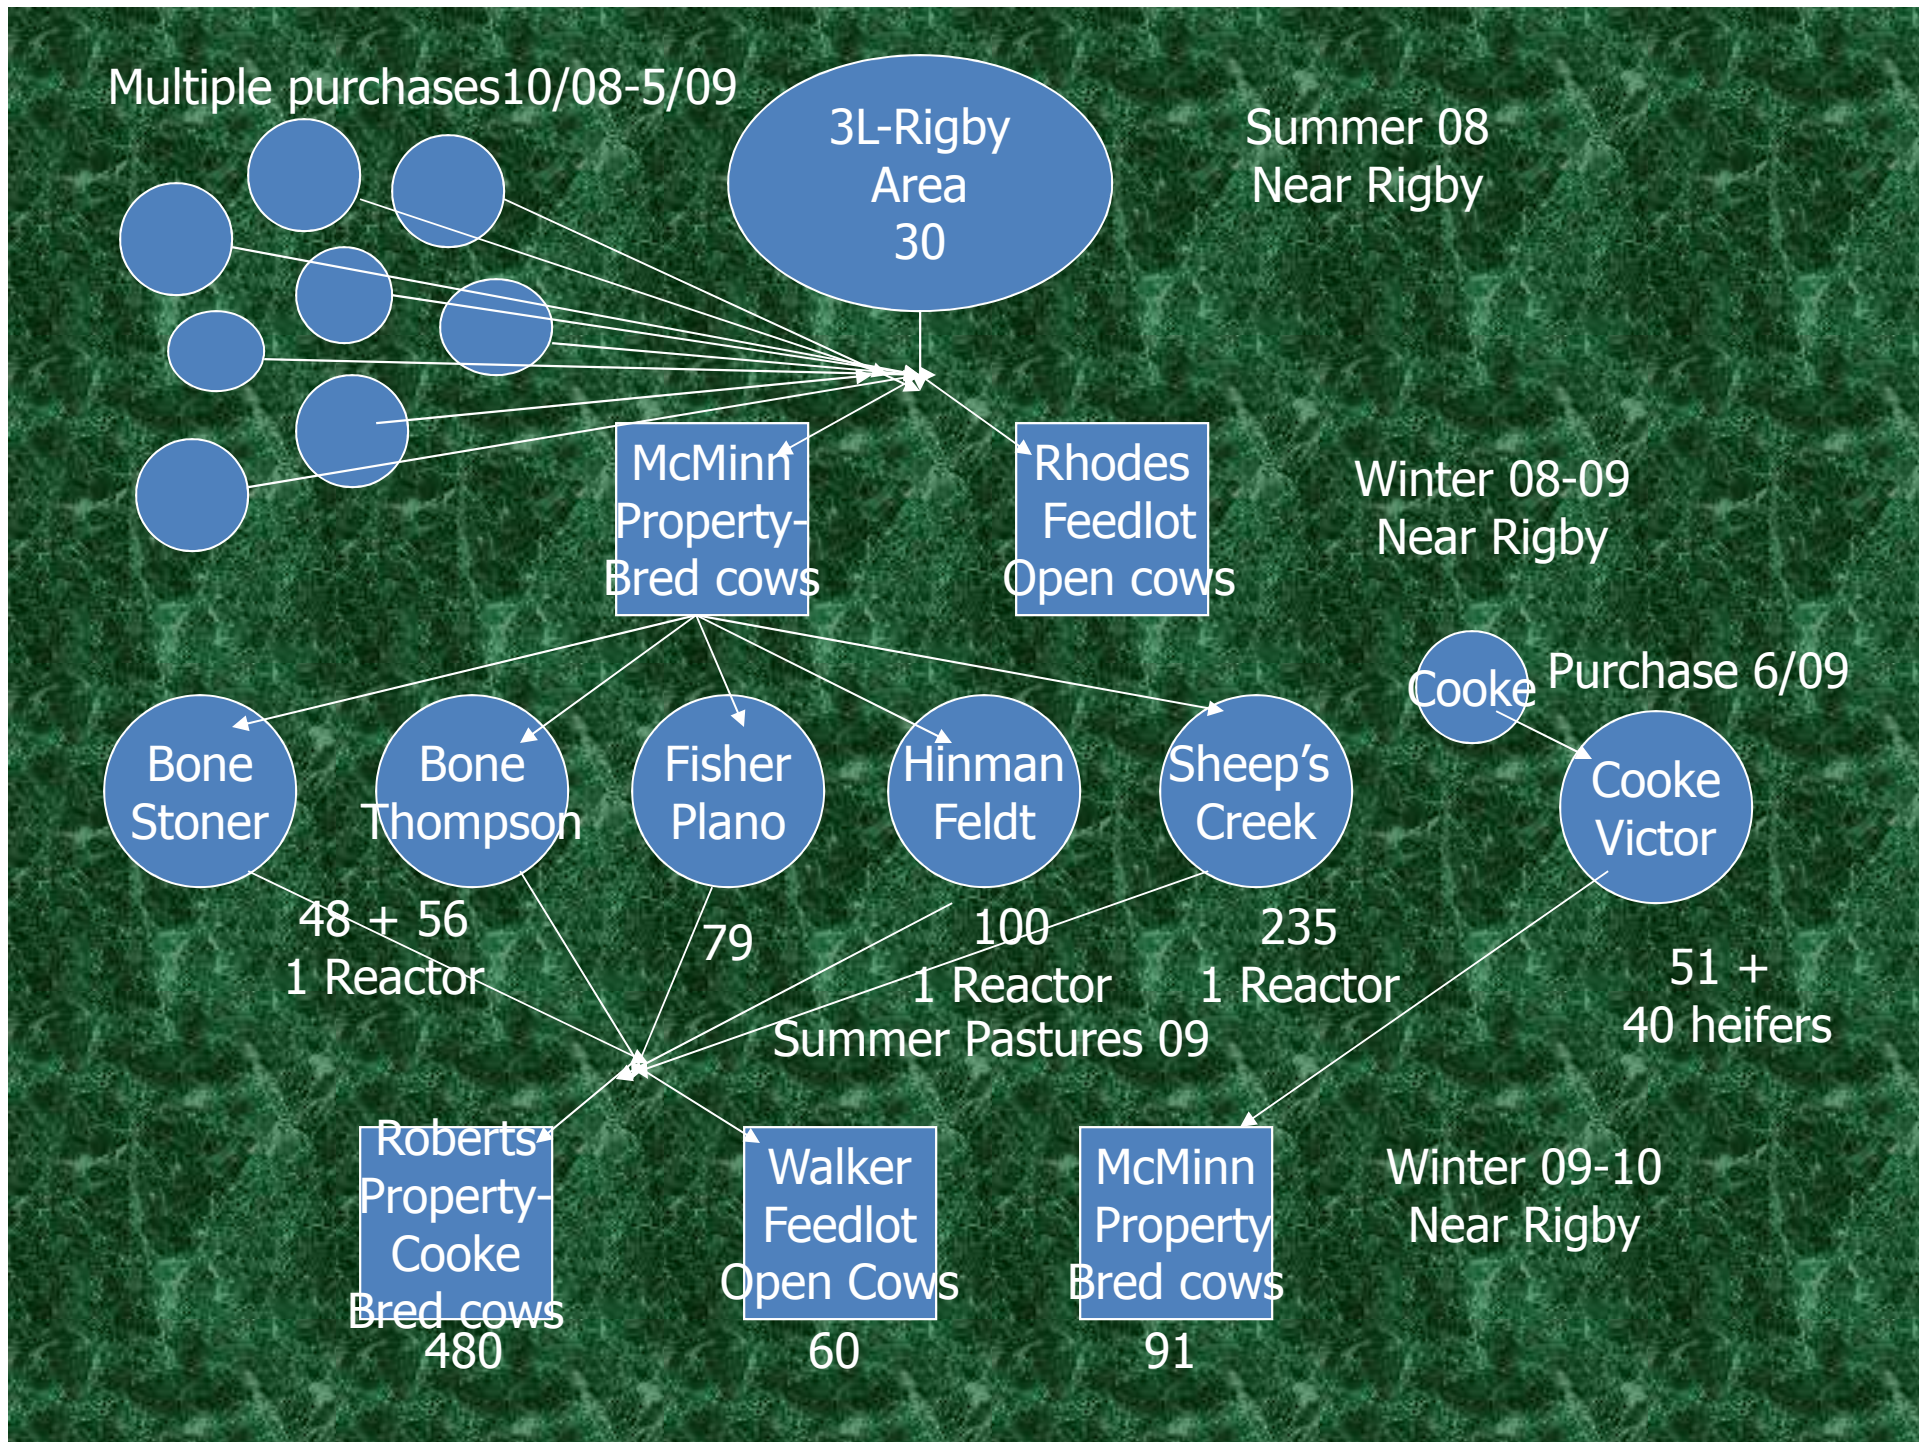 Multiple purchases10/08-5/09
3L-Rigby
Area
30
Summer 08
Near Rigby
McMinn
Property-
Bred cows
Rhodes
Feedlot
Open cows
Winter 08-09
Near Rigby
Cooke
Purchase 6/09
Bone
Stoner
Bone
Thompson
Fisher
Plano
Hinman
Feldt
Sheep’s
Creek
Cooke
Victor
48 + 56
1 Reactor
79
100
1 Reactor
235
1 Reactor
51 +
40 heifers
Summer Pastures 09
Roberts
Property-
Cooke
Bred cows
480
Walker
Feedlot
Open Cows
60
McMinn
Property
Bred cows
91
Winter 09-10
Near Rigby